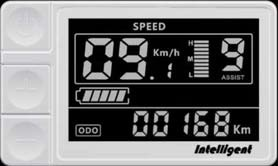 SPEED
09.1 Km/h H M L 9
ASSIST
ODO 00168 Km
Intelligent